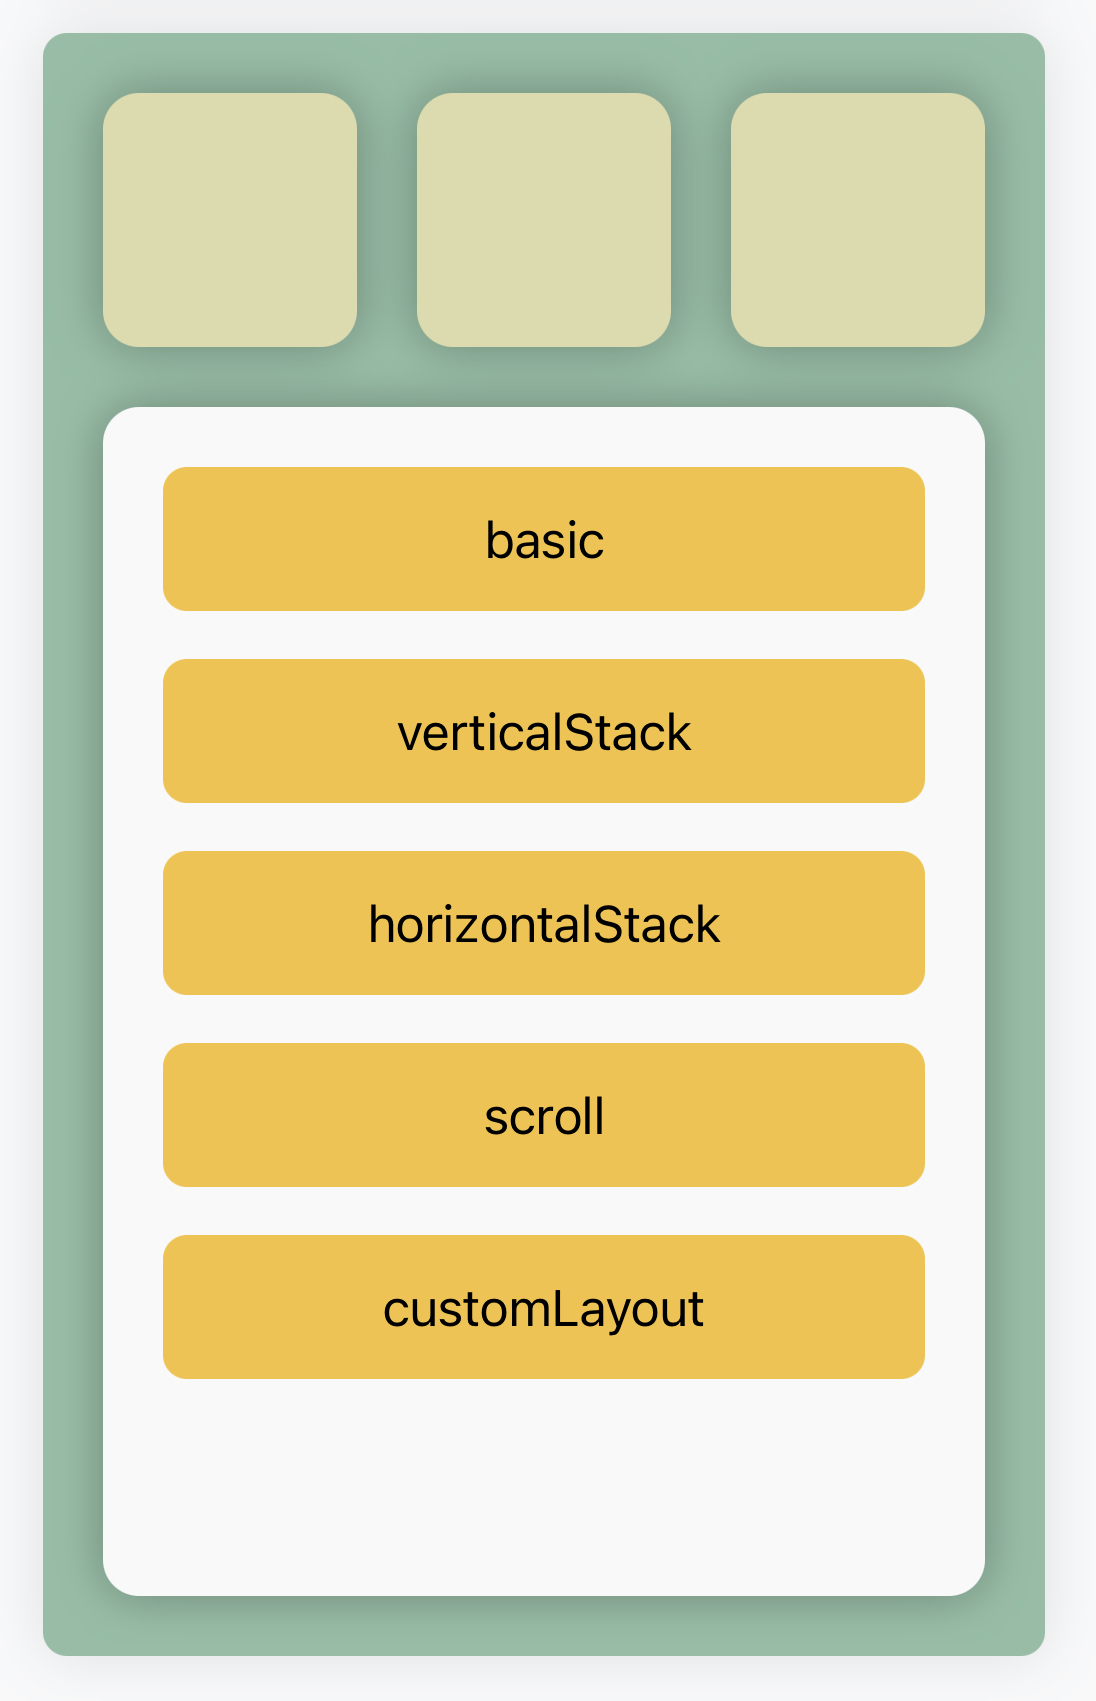 basic
verticalStack
horizontalStack
scroll
customLayout